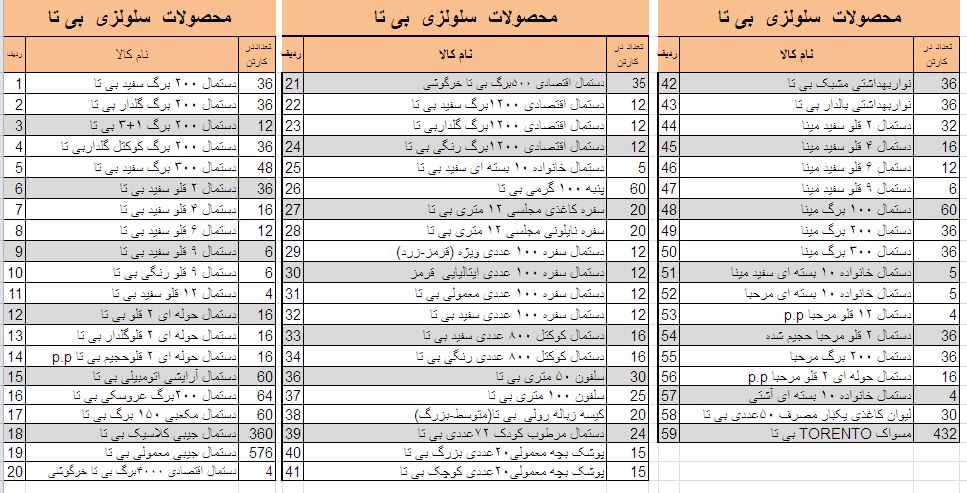 محصولات سلولزی بی تا
ردیف نام کالا تعداددر کارتن
1 دستمال ۲۰۰ برگ سفید بی تا 36
2 دستمال ۲۰۰ برگ گلدار بی تا 36
3 دستمال ۲۰۰ برگ ۱+۳ بی تا 12
4 دستمال ۲۰۰ برگ کوکتل گلداربی تا 36
5 دستمال ۳۰۰ برگ سفید بی تا 48
6 دستمال ۲ قلو سفید بی تا 36
7 دستمال ۴ قلو سفید بی تا 16
8 دستمال ۶ قلو سفید بی تا 12
9 دستمال ۹ قلو سفید بی تا 6
10 دستمال ۹ قلو رنگی بی تا 6
11 دستمال ۱۲ قلو سفید بی تا 4
12 دستمال حوله ای ۲ قلو بی تا 16
13 دستمال حوله ای ۲ قلوگلدار بی تا 16
14 دستمال حوله ای ۲ قلوحجیم بی تا p.p 16
15 دستمال آرایشی اتومبیلی بی تا 60
16 دستمال ۲۰۰برگ عروسکی بی تا 64
17 دستمال مکعبی ۱۵۰ برگ بی تا 60
18 دستمال جیبی کلاسیک بی تا 360
19 دستمال جیبی معمولی بی تا 576
20 دستمال اقتصادی ۴۰۰۰برگ بی تا خرگوشی 4
محصولات سلولزی بی تا
ردیف نام کالا تعداد در کارتن
21 دستمال اقتصادی ۵۰۰برگ بی تا خرگوشی 35
22 دستمال اقتصادی ۱۲۰۰برگ سفید بی تا 12
23 دستمال اقتصادی ۱۲۰۰برگ گلداربی تا 12
24 دستمال اقتصادی ۱۲۰۰برگ رنگی بی تا 12
25 دستمال خانواده ۱۰ بسته ای سفید بی تا 5
26 پنبه ۱۰۰ گرمی بی تا 60
27 سفره کاغذی مجلسی ۱۲ متری بی تا 20
28 سفره نایلونی مجلسی ۱۲ متری بی تا 20
29 دستمال سفره ۱۰۰ عددی ویژه (قرمز-زرد) 12
30 دستمال سفره ۱۰۰ عددی ایتالیایی قرمز 12
31 دستمال سفره ۱۰۰ عددی معمولی بی تا 12
32 دستمال سفره ۱۰۰ عددی سفید بی تا 12
33 دستمال کوکتل ۸۰۰ عددی سفید بی تا 16
34 دستمال کوکتل ۸۰۰ عددی رنگی بی تا 16
36 سلفون ۵۰ متری بی تا 30
37 سلفون ۱۰۰ متری بی تا 25
38 کیسه زباله رولی بی تا(متوسط-بزرگ) 20
39 دستمال مرطوب کودک ۷۲عددی بی تا 24
40 پوشک بچه معمولی۲۰عددی بزرگ بی تا 15
41 پوشک بچه معمولی۲۰عددی کوچک بی تا 15
محصولات سلولزی بی تا
ردیف نام کالا تعداد در کارتن
42 نواربهداشتی مشبک بی تا 36
43 نواربهداشتی بالدار بی تا 36
44 دستمال ۲ قلو سفید مینا 32
45 دستمال ۴ قلو سفید مینا 16
46 دستمال ۶ قلو سفید مینا 12
47 دستمال ۹ قلو سفید مینا 6
48 دستمال ۱۰۰ برگ مینا 60
49 دستمال ۲۰۰ برگ مینا 36
50 دستمال ۳۰۰ برگ مینا 36
51 دستمال خانواده ۱۰ بسته ای سفید مینا 5
52 دستمال خانواده ۱۰ بسته ای مرحبا 5
53 دستمال ۱۲ قلو مرحبا p.p 4
54 دستمال ۲ قلو مرحبا حجیم شده 36
55 دستمال ۲۰۰ برگ مرحبا 36
56 دستمال حوله ای ۲ قلو مرحبا p.p 16
57 دستمال خانواده ۱۰ بسته ای آشتی 4
58 لیوان کاغذی یکبار مصرف ۵۰عددی بی تا 30
59 مسواک TORENTO بی تا 432